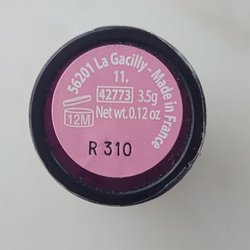 56201 La Gacilly - Made in France
11.
42773 3.5g
12M Net wt. 0.12 oz
R 310